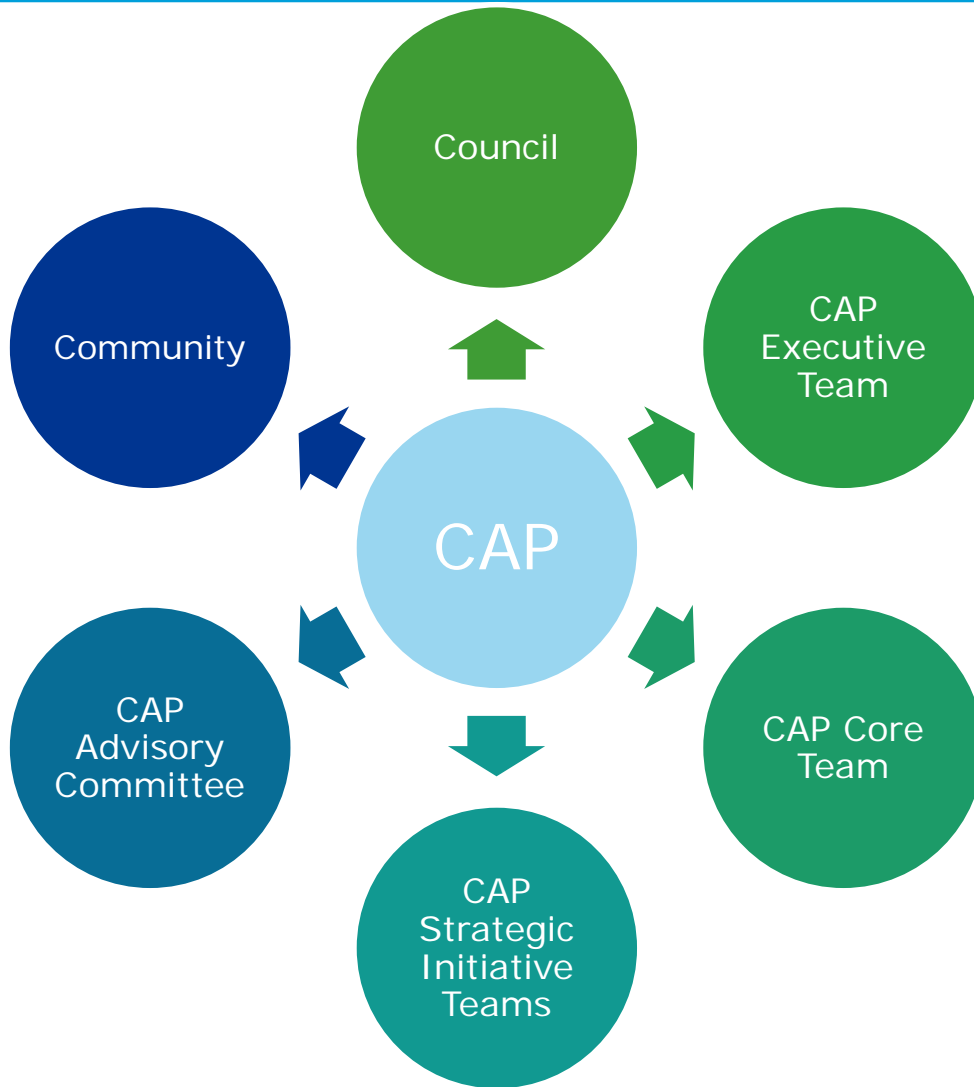 Council
CAP
Executive
Team
Community
CAP
CAP
Advisory
Committee
CAP Core
Team
CAP
Strategic
Initiative
Teams